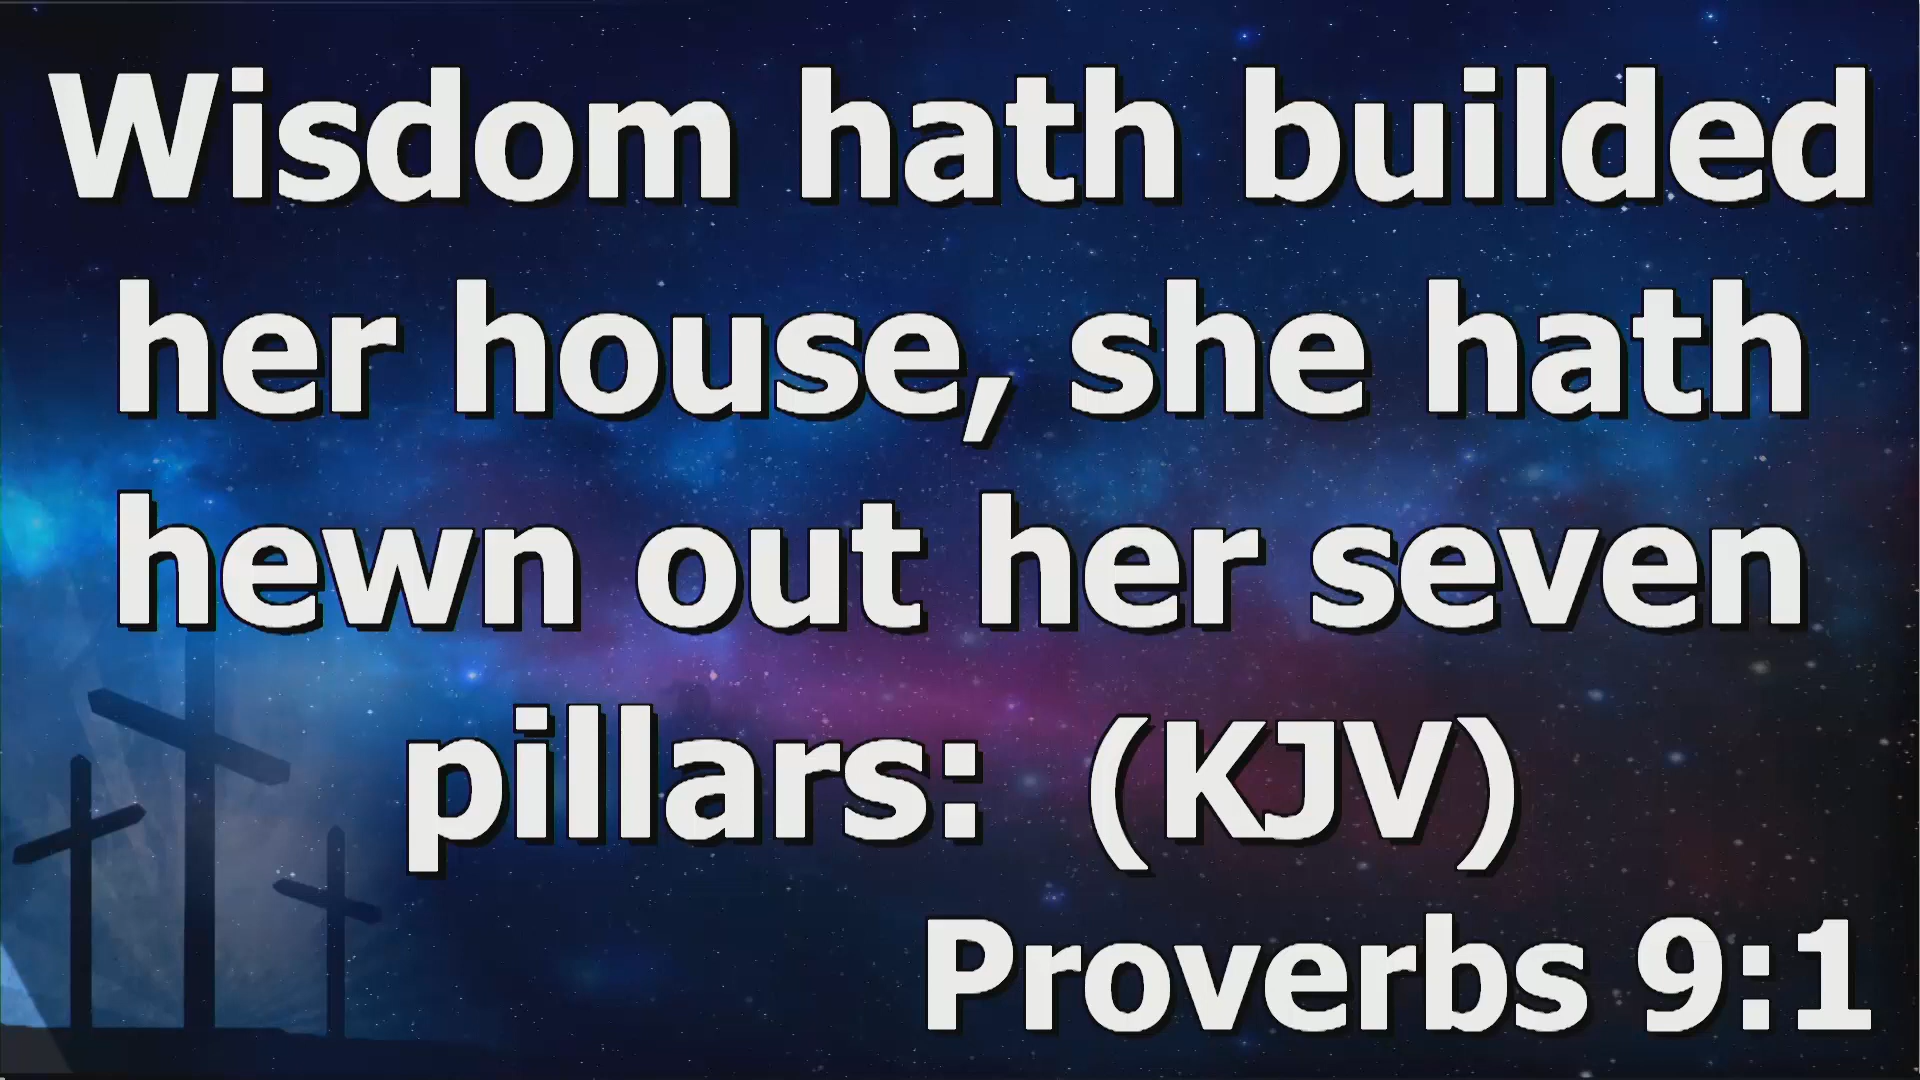 Wisdom hath builded
her house, she hath
hewn out her seven
pillars: (KJV)
Proverbs 9:1